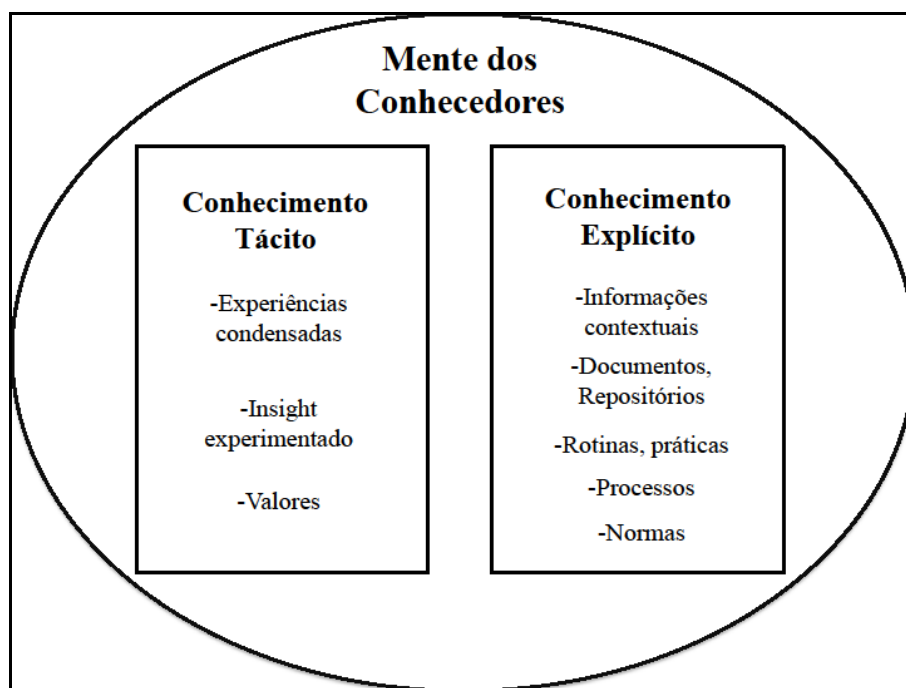 Mente dos
Conhecedores
Conhecimento
Tácito
-Experiências
condensadas
-Insight
experimentado
-Valores
Conhecimento
Explícito
-Informações
contextuais
-Documentos,
Repositórios
-Rotinas, práticas
-Processos
-Normas